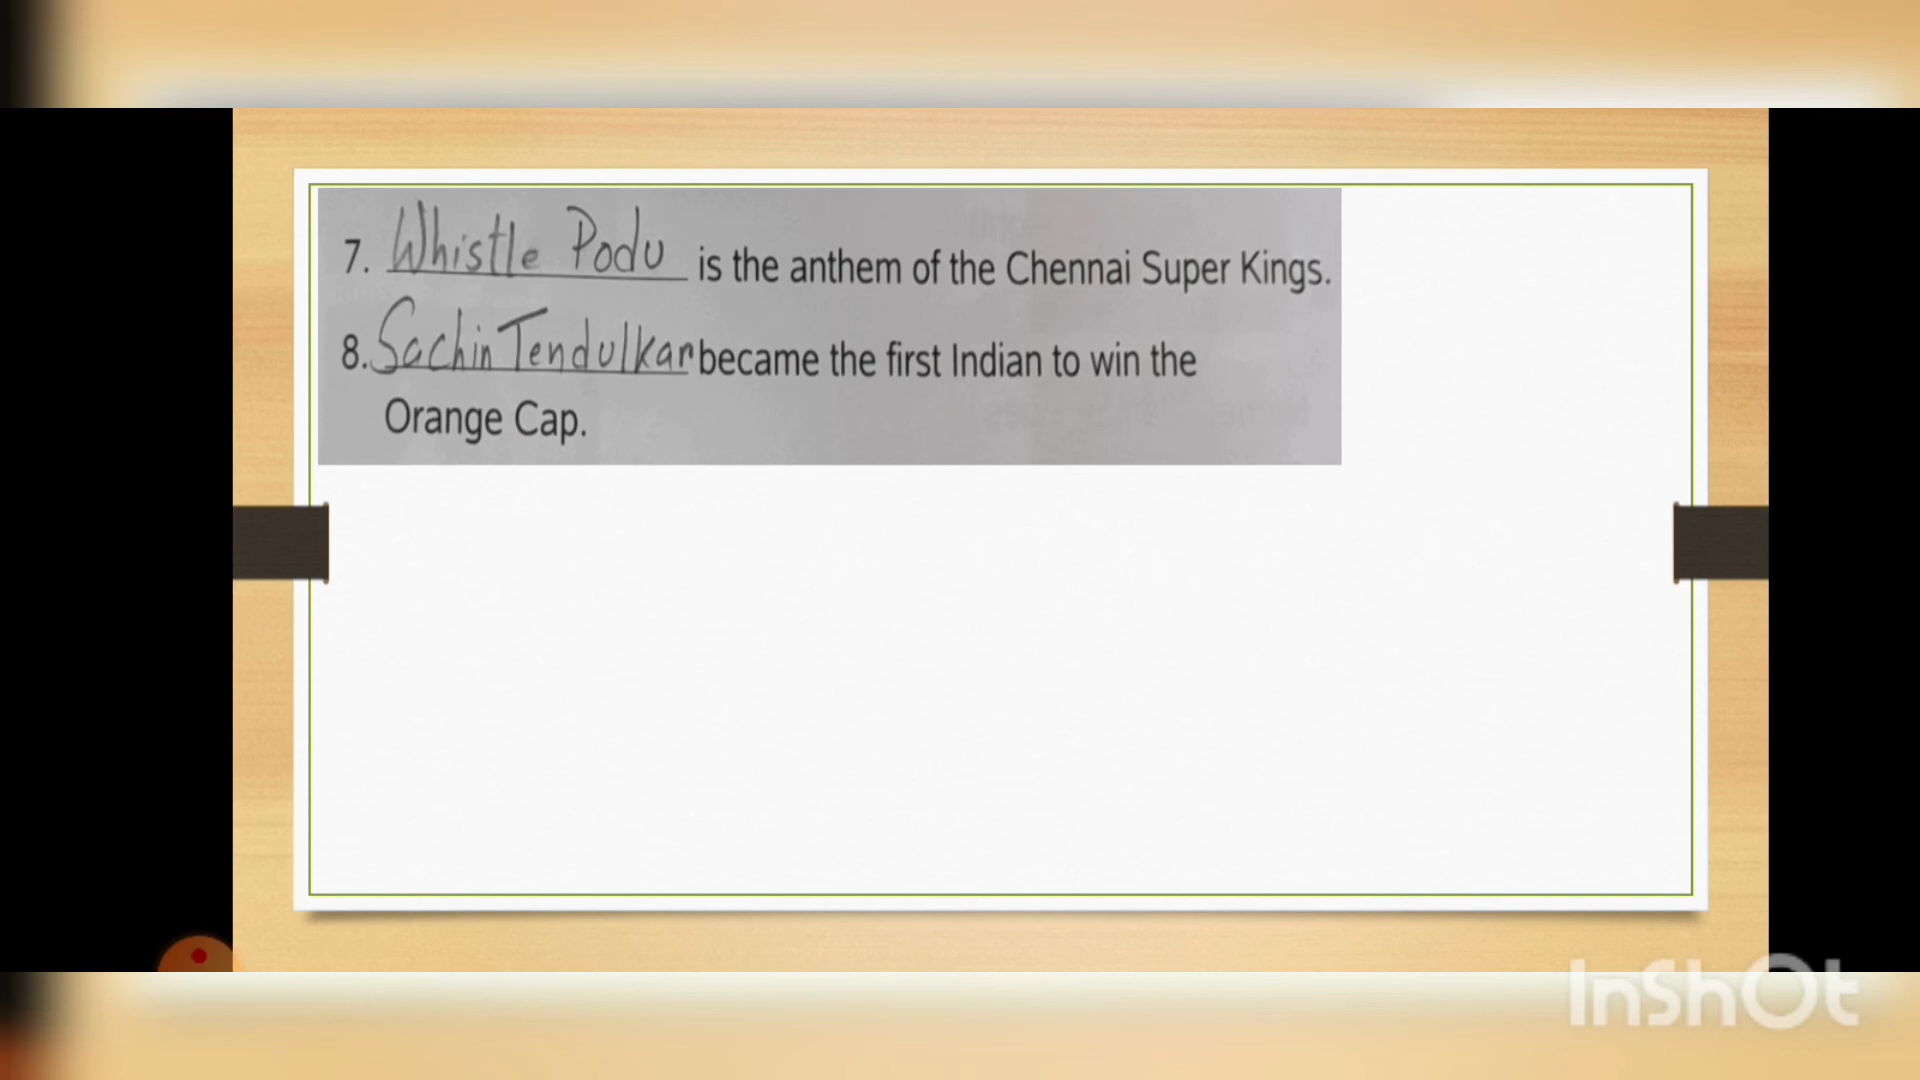 7. Whistle Podu is the anthem of the Chennai Super Kings.
8. Sachin Tendulkar became the first Indian to win the
Orange Cap.
InShOt